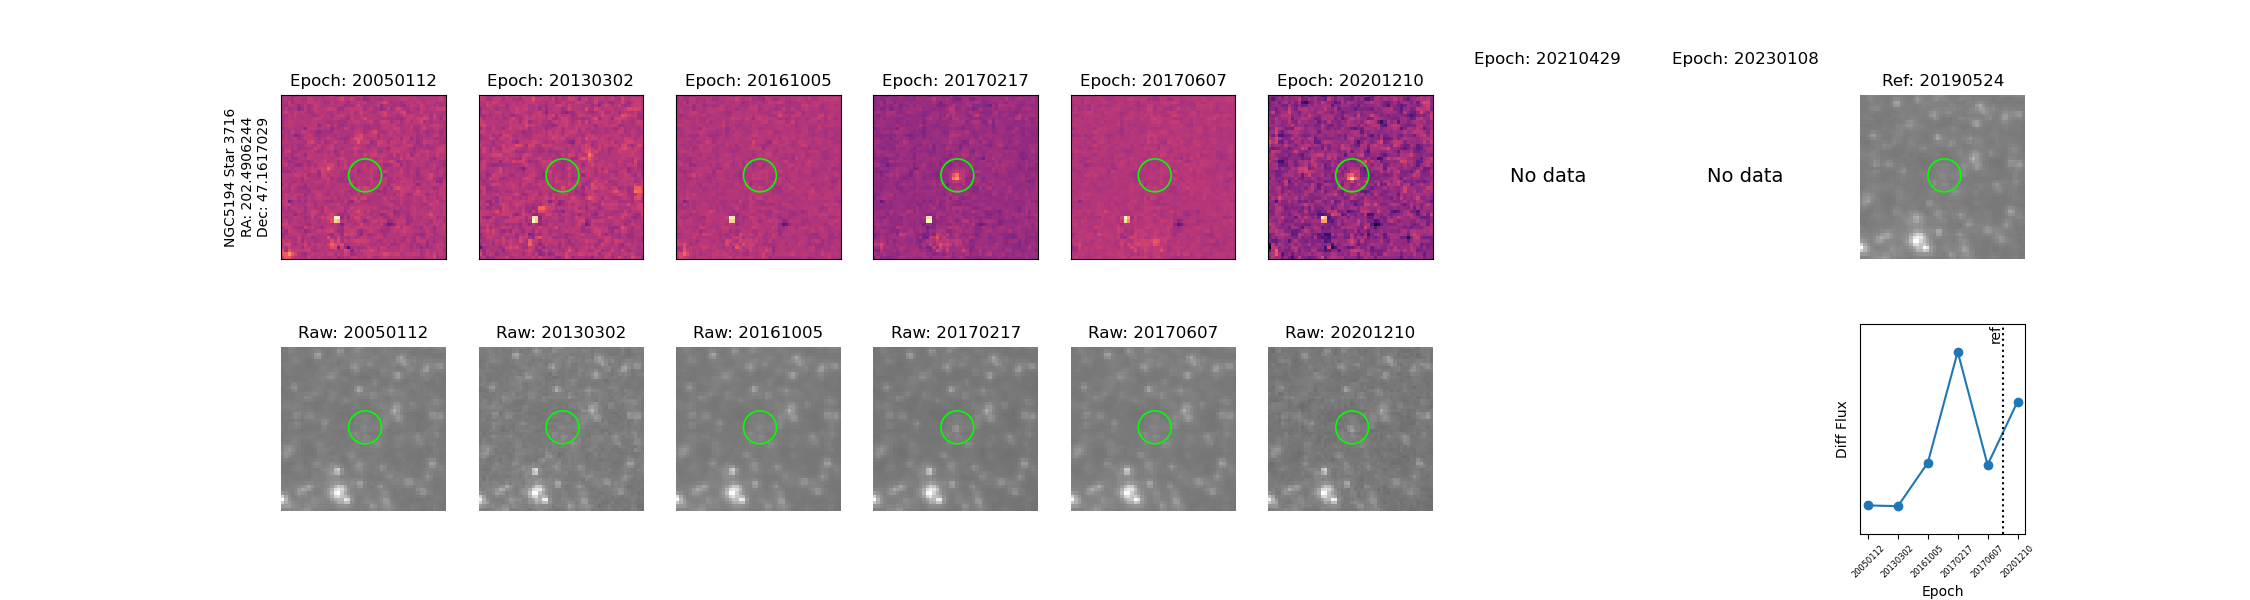 NGC5194 Star 3716
RA: 202.4906244
Dec: 47.1617029
Epoch: 20050112
Epoch: 20130302
Epoch: 20161005
Epoch: 20170217
Epoch: 20170607
Epoch: 20201210
Epoch: 20210429
Epoch: 20230108
Ref: 20190524
No data
No data
Raw: 20050112
Raw: 20130302
Raw: 20161005
Raw: 20170217
Raw: 20170607
Raw: 20201210
ref
Diff Flux
20050112
20130302
20161005
20170217
20170607
20201210
Epoch